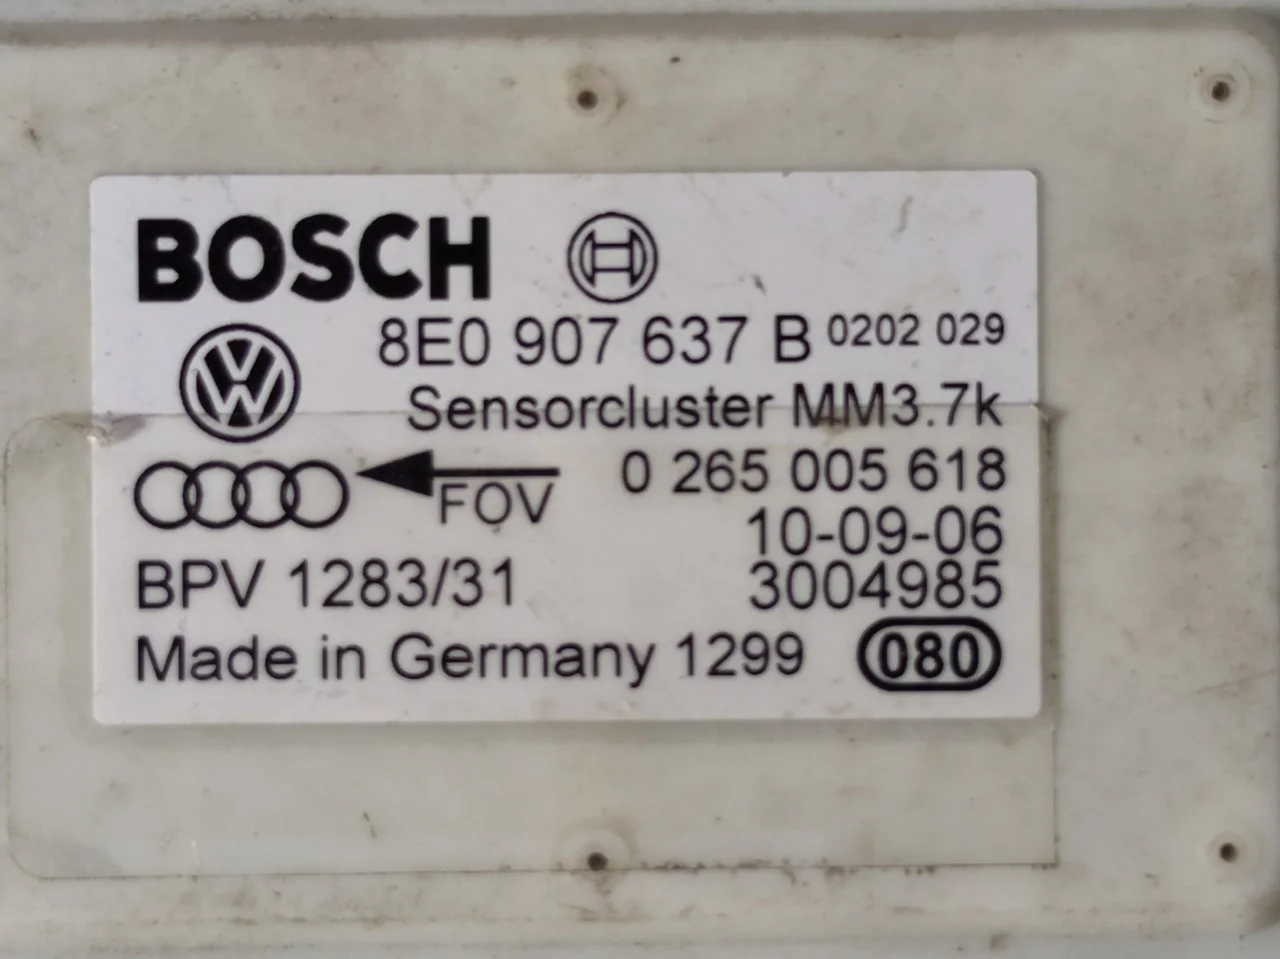 BOSCH
8E0 907 637 B 0202 029
Sensorcluster MM3.7k
FOV 0 265 005 618
10-09-06
BPV 1283/31 3004985
Made in Germany 1299 080